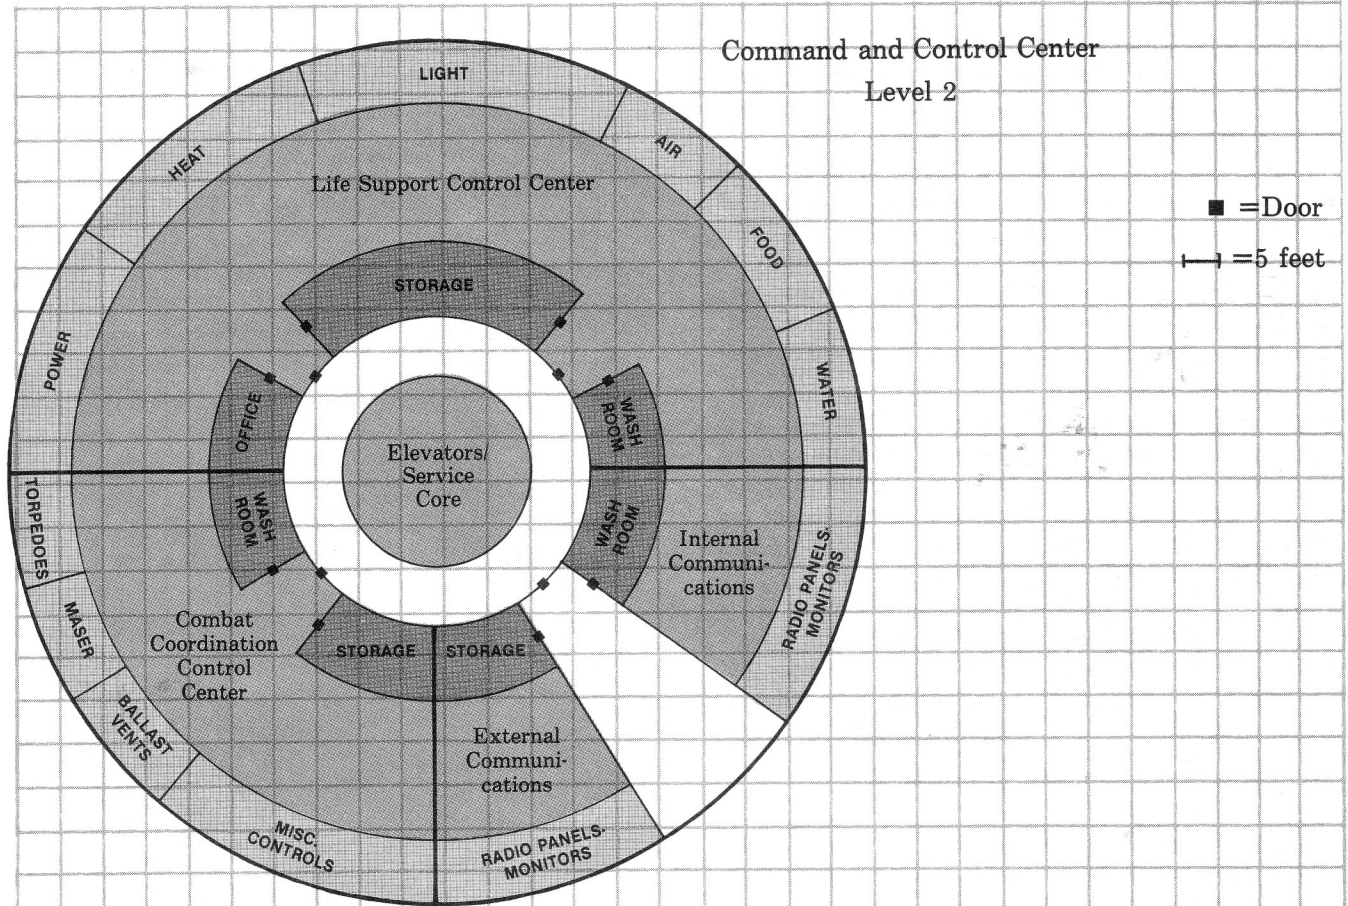 Command and Control Center
Level 2
LIGHT
HEAT
AIR
Life Support Control Center
■ =Door
=5 feet
FOOD
STORAGE
POWER
WATER
OFFICE
WASH
ROOM
Elevators/
Service
Core
TORPEDOES
WASH
ROOM
WASH
ROOM
Internal
Communi-
cations
RADIO PANELS-
MONITORS
MASER
Combat
Coordination
Control
Center
STORAGE
STORAGE
BALLAST
VENTS
External
Communi-
cations
MISC.
CONTROLS
RADIO PANELS-
MONITORS